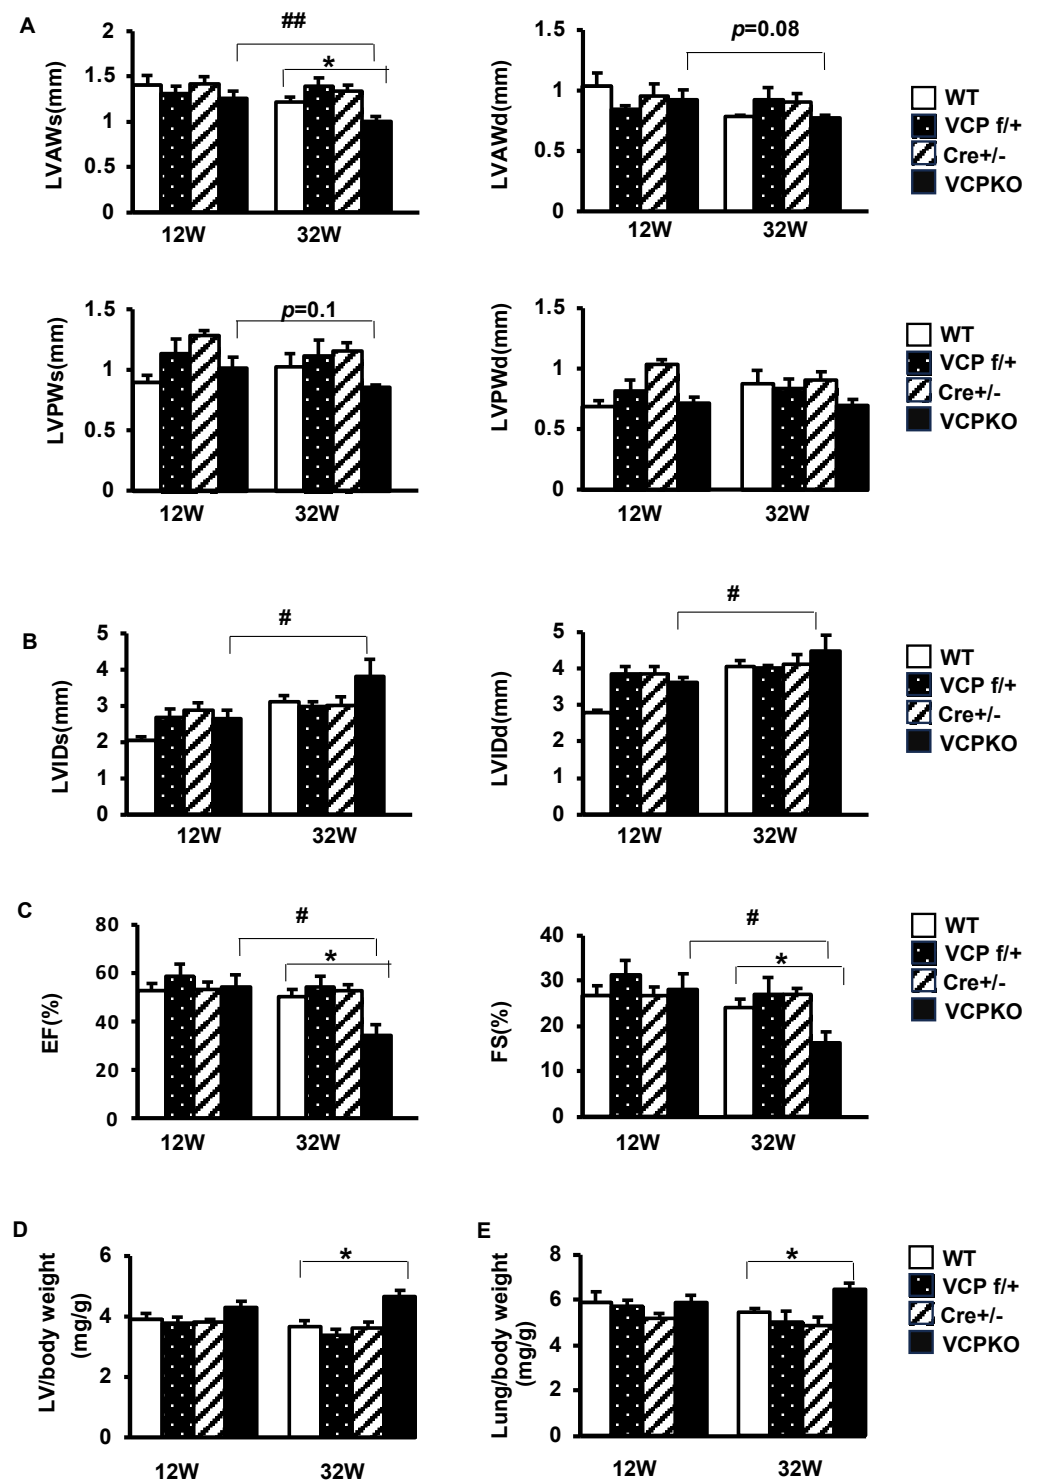 A
LVAWs(mm)
2
1.5
1
0.5
0
##
*
12W 32W
LVAWd(mm)
1.5
1
0.5
0
p=0.08
12W 32W
WT
VCP f/+
Cre+/-
VCPKO
LVPWs(mm)
1.5
1
0.5
0
p=0.1
12W 32W
LVPWd(mm)
1.5
1
0.5
0
12W 32W
WT
VCP f/+
Cre+/-
VCPKO
B
LVIDs(mm)
5
4
3
2
1
0
#
12W 32W
LVIDd(mm)
5
4
3
2
1
0
#
12W 32W
WT
VCP f/+
Cre+/-
VCPKO
C
EF(%)
80
60
40
20
0
#
*
12W 32W
FS(%)
40
30
20
10
0
#
*
12W 32W
WT
VCP f/+
Cre+/-
VCPKO
D
LV/body weight
(mg/g)
6
4
2
0
*
12W 32W
E
Lung/body weight
(mg/g)
8
6
4
2
0
*
12W 32W
WT
VCP f/+
Cre+/-
VCPKO